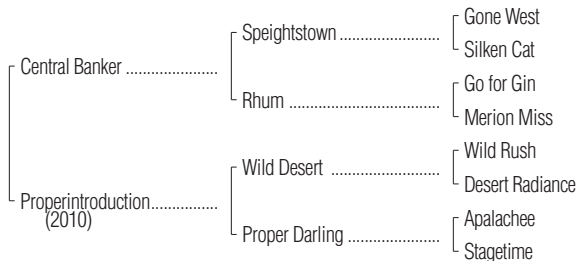 Gone West
Speightstown
Silken Cat
Central Banker
Go for Gin
Rhum
Merion Miss
Wild Rush
Wild Desert
Desert Radiance
Properintroduction
(2010)
Apalachee
Proper Darling
Stagetime